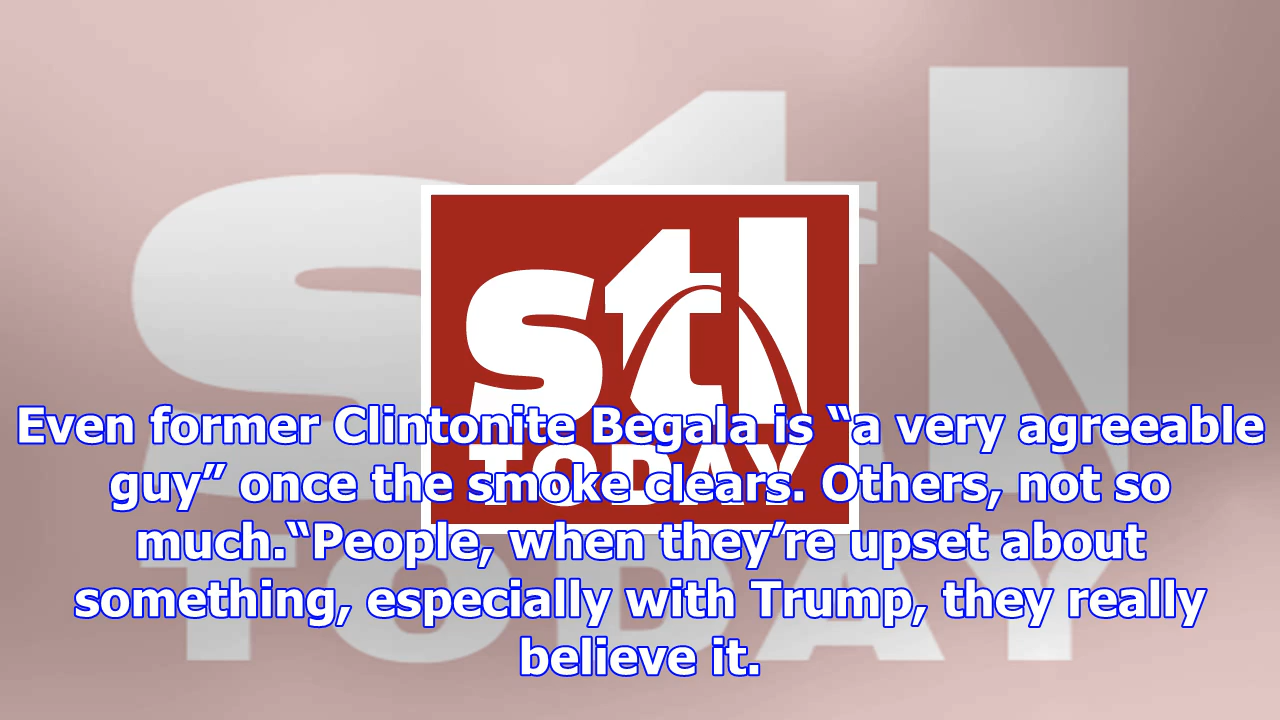 stl
TODAY
Even former Clintonite Begala is “a very agreeable
guy” once the smoke clears. Others, not so
much.“People, when they’re upset about
something, especially with Trump, they really
believe it.